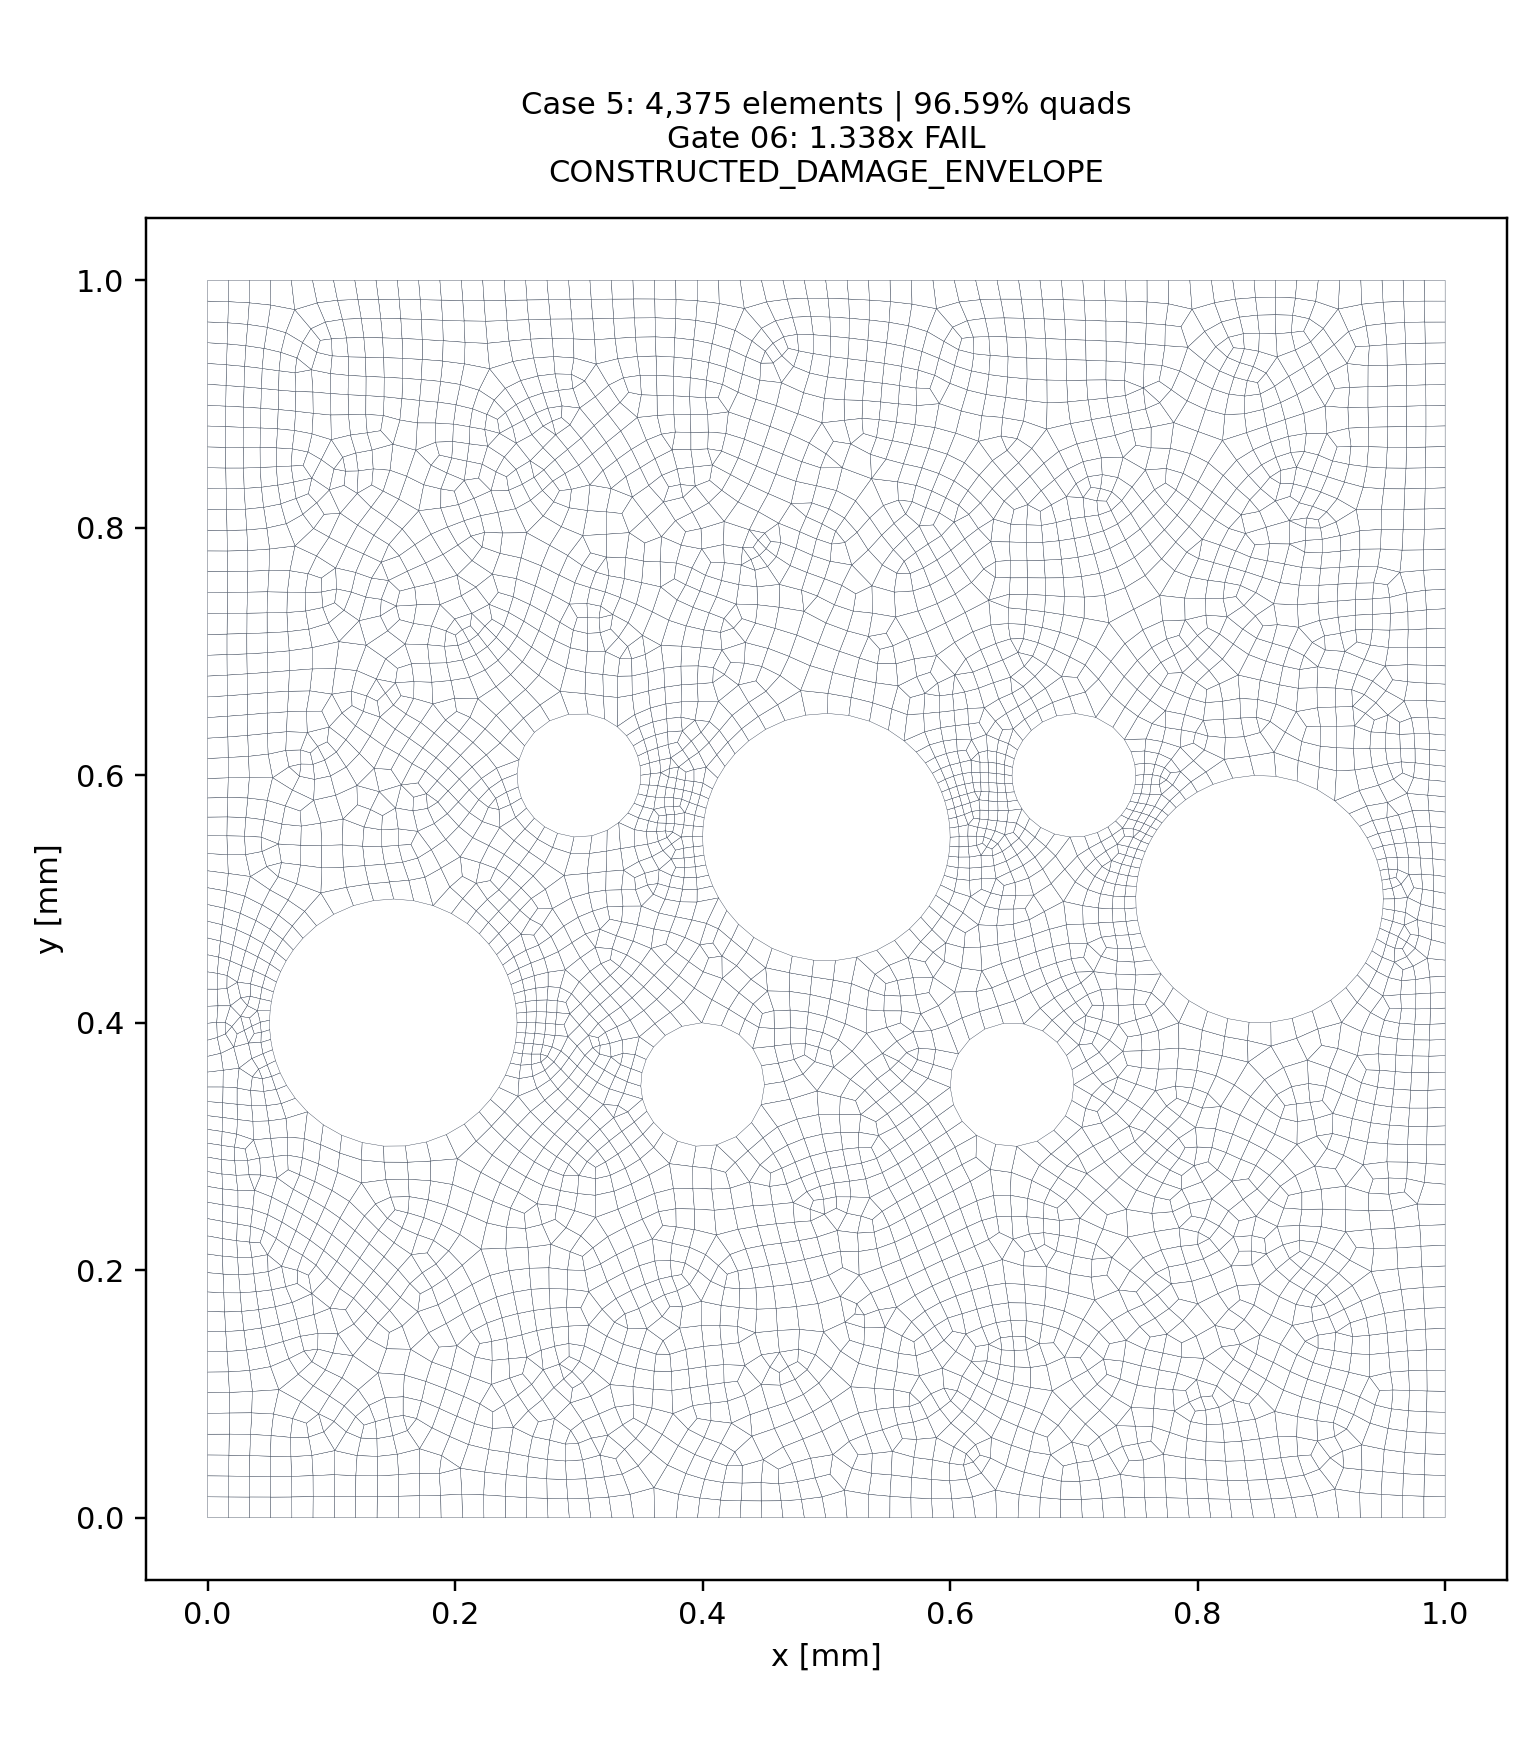 Case 5: 4,375 elements | 96.59% quads
Gate 06: 1.338x FAIL
CONSTRUCTED_DAMAGE_ENVELOPE
1.0
0.8
0.6
0.4
0.2
0.0
y [mm]
0.0 0.2 0.4 0.6 0.8 1.0
x [mm]